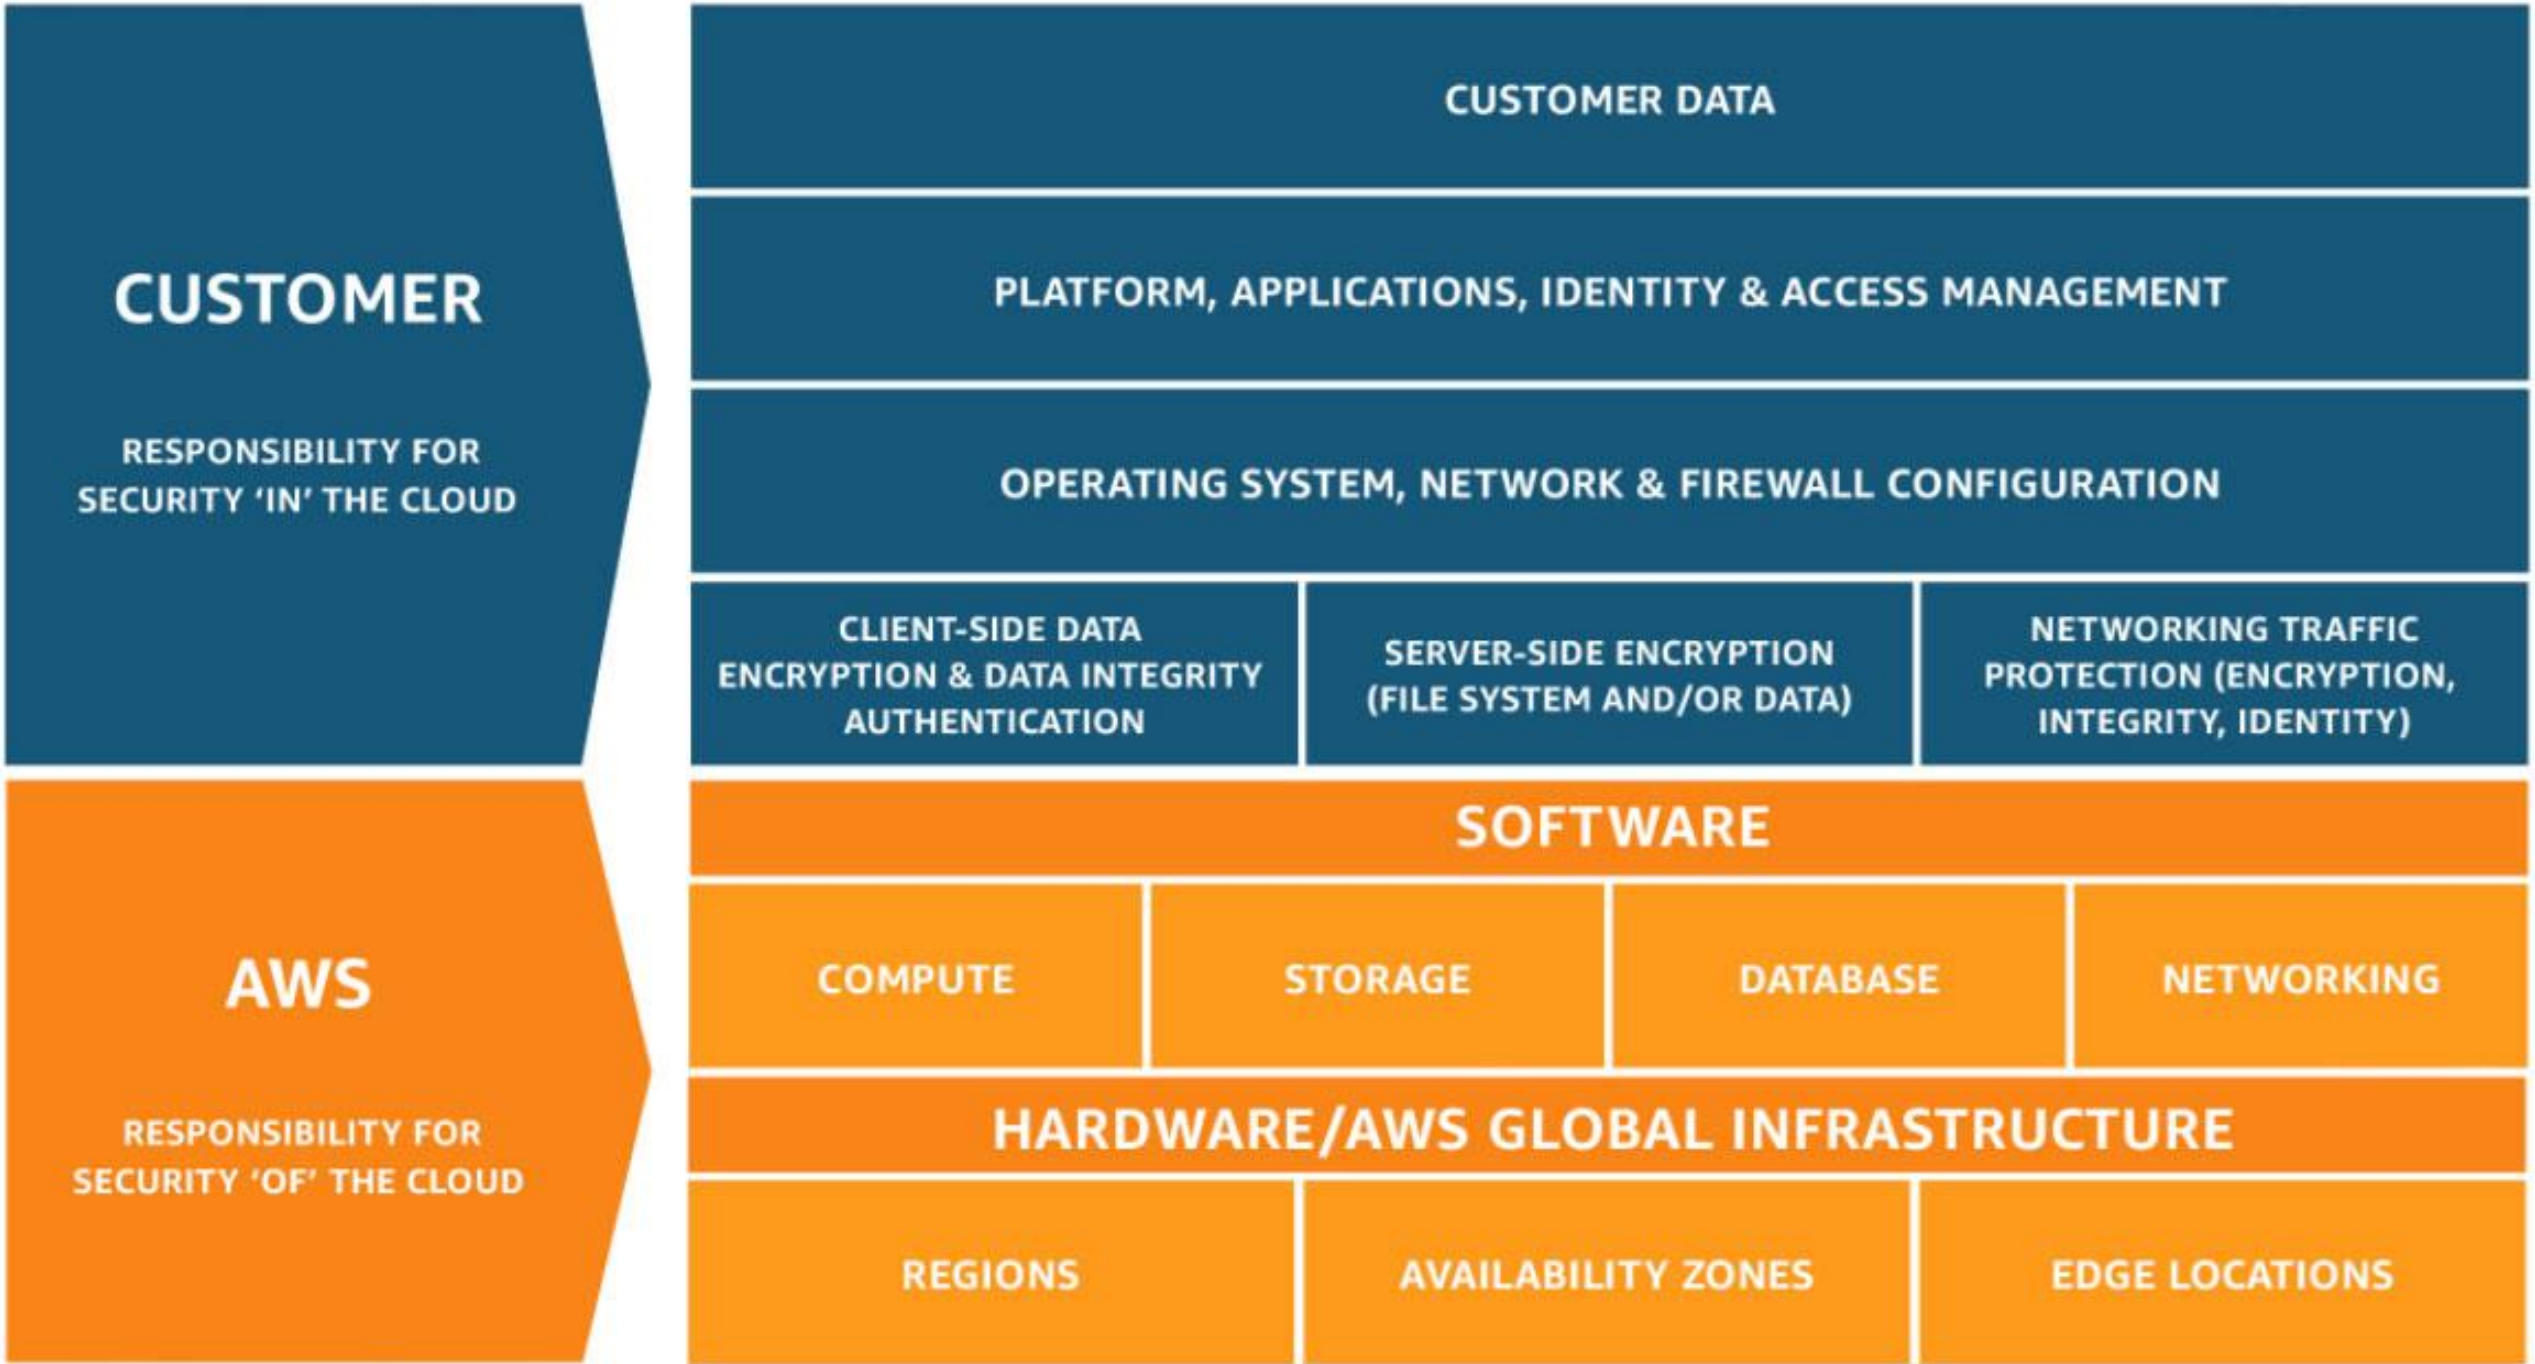 CUSTOMER
RESPONSIBILITY FOR
SECURITY ‘IN’ THE CLOUD
CUSTOMER DATA
PLATFORM, APPLICATIONS, IDENTITY & ACCESS MANAGEMENT
OPERATING SYSTEM, NETWORK & FIREWALL CONFIGURATION
CLIENT-SIDE DATA
ENCRYPTION & DATA INTEGRITY
AUTHENTICATION
SERVER-SIDE ENCRYPTION
(FILE SYSTEM AND/OR DATA)
NETWORKING TRAFFIC
PROTECTION (ENCRYPTION,
INTEGRITY, IDENTITY)
AWS
RESPONSIBILITY FOR
SECURITY ‘OF’ THE CLOUD
SOFTWARE
COMPUTE
STORAGE
DATABASE
NETWORKING
HARDWARE/AWS GLOBAL INFRASTRUCTURE
REGIONS
AVAILABILITY ZONES
EDGE LOCATIONS